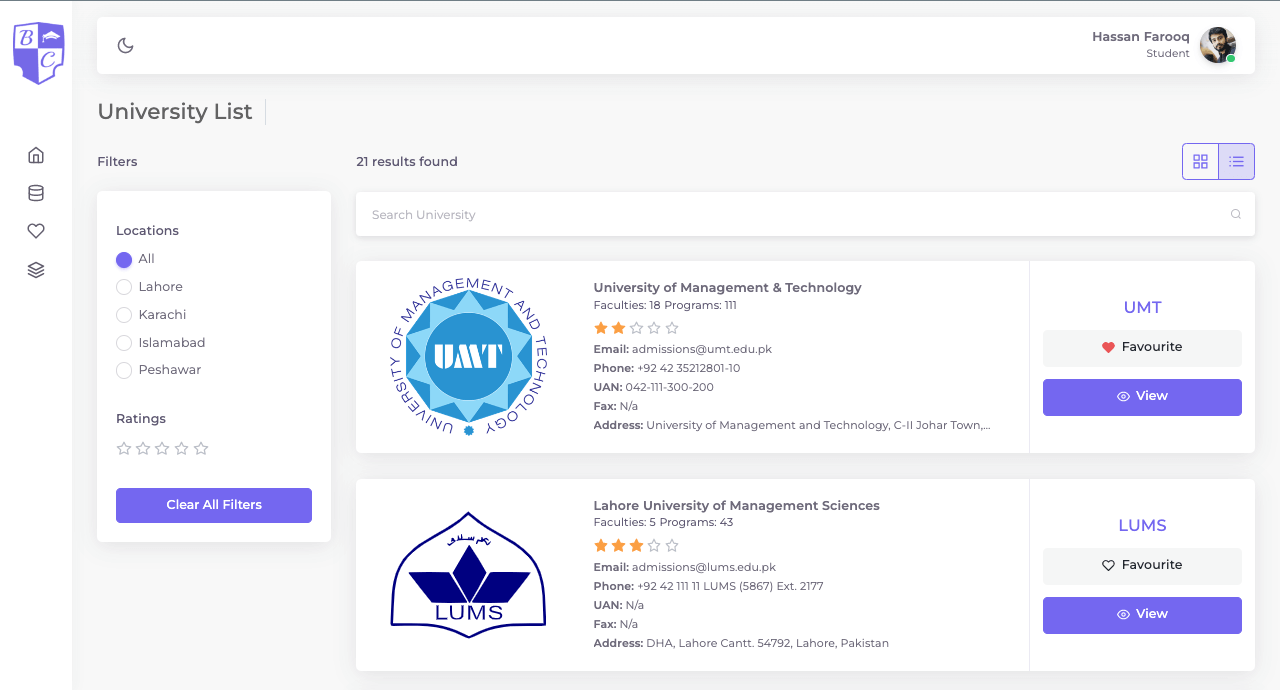 B
C
Hassan Farooq
Student
University List
Filters
21 results found
Locations
All
Lahore
Karachi
Islamabad
Peshawar
Ratings
Clear All Filters
Search University
UNIVERSITY OF MANAGEMENT AND TECHNOLOGY
UMT
University of Management & Technology
Faculties: 18 Programs: 111
Email: admissions@umt.edu.pk
Phone: +92 42 35212801-10
UAN: 042-111-300-200
Fax: N/a
Address: University of Management and Technology, C-II Johar Town,...
UMT
Favourite
View
LUMS
Lahore University of Management Sciences
Faculties: 5 Programs: 43
Email: admissions@lums.edu.pk
Phone: +92 42 111 11 LUMS (5867) Ext. 2177
UAN: N/a
Fax: N/a
Address: DHA, Lahore Cantt. 54792, Lahore, Pakistan
LUMS
Favourite
View